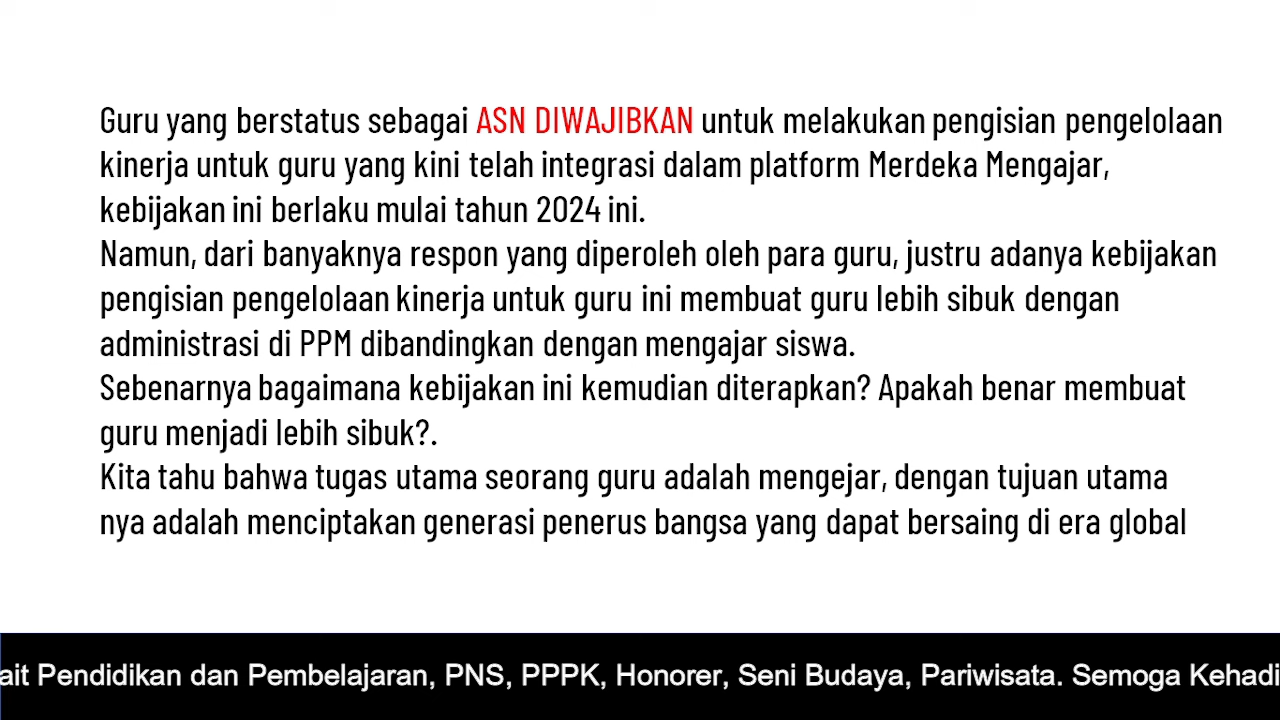 Guru yang berstatus sebagai ASN DIWAJIBKAN untuk melakukan pengisian pengelolaan
kinerja untuk guru yang kini telah integrasi dalam platform Merdeka Mengajar,
kebijakan ini berlaku mulai tahun 2024 ini.
Namun, dari banyaknya respon yang diperoleh oleh para guru, justru adanya kebijakan
pengisian pengelolaan kinerja untuk guru ini membuat guru lebih sibuk dengan
administrasi di PPM dibandingkan dengan mengajar siswa.
Sebenarnya bagaimana kebijakan ini kemudian diterapkan? Apakah benar membuat
guru menjadi lebih sibuk?.
Kita tahu bahwa tugas utama seorang guru adalah mengejar, dengan tujuan utama
nya adalah menciptakan generasi penerus bangsa yang dapat bersaing di era global
ait Pendidikan dan Pembelajaran, PNS, PPPK, Honorer, Seni Budaya, Pariwisata. Semoga Kehadi